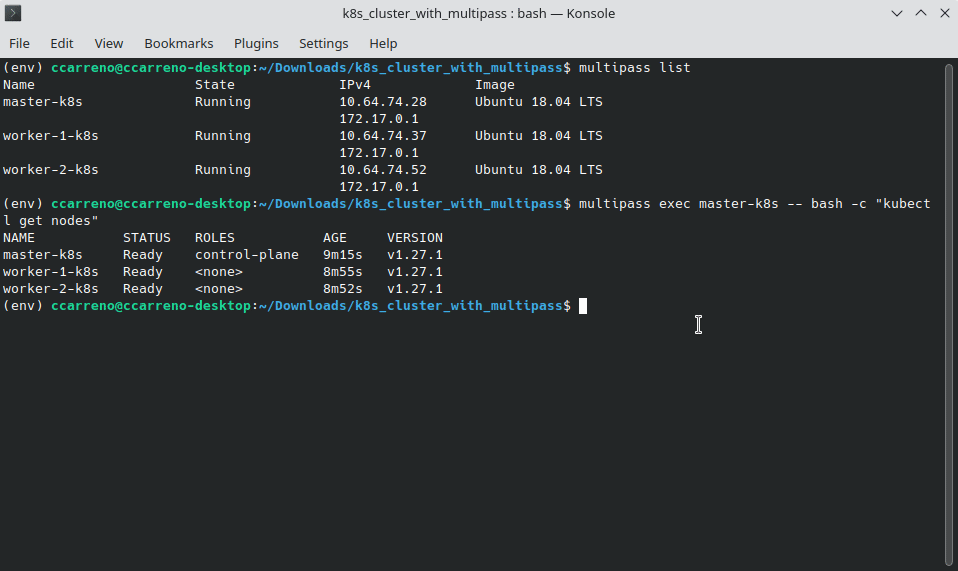 k8s_cluster_with_multipass : bash — Konsole
File Edit View Bookmarks Plugins Settings Help
(env) ccarreno@ccarreno-desktop:~/Downloads/k8s_cluster_with_multipass$ multipass list
Name                    State             IPv4             Image
master-k8s              Running           10.64.74.28      Ubuntu 18.04 LTS
                                          172.17.0.1
worker-1-k8s            Running           10.64.74.37      Ubuntu 18.04 LTS
                                          172.17.0.1
worker-2-k8s            Running           10.64.74.52      Ubuntu 18.04 LTS
                                          172.17.0.1
(env) ccarreno@ccarreno-desktop:~/Downloads/k8s_cluster_with_multipass$ multipass exec master-k8s -- bash -c "kubect
l get nodes"
NAME           STATUS   ROLES           AGE     VERSION
master-k8s     Ready    control-plane   9m15s   v1.27.1
worker-1-k8s   Ready    <none>          8m55s   v1.27.1
worker-2-k8s   Ready    <none>          8m52s   v1.27.1
(env) ccarreno@ccarreno-desktop:~/Downloads/k8s_cluster_with_multipass$